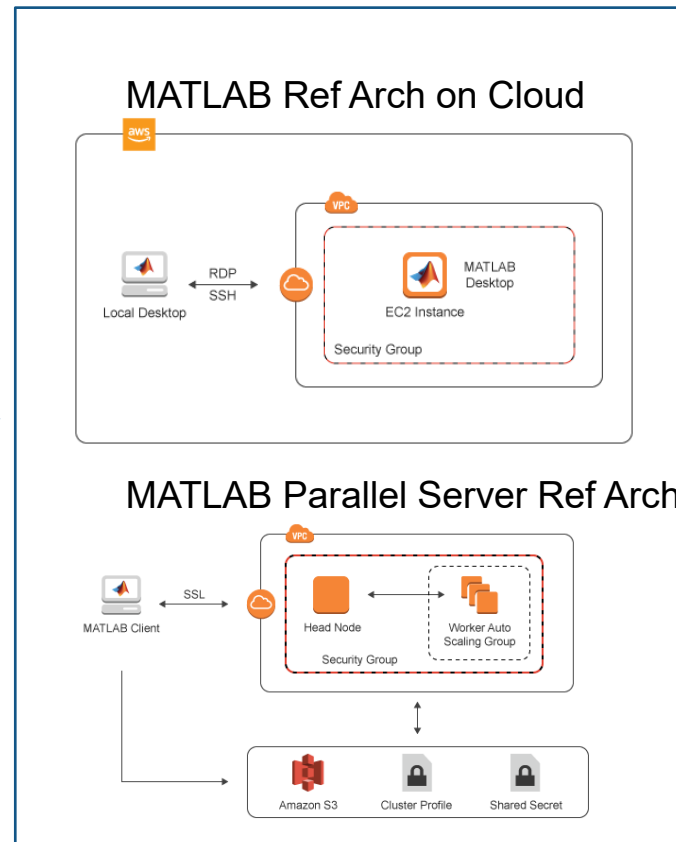 MATLAB Ref Arch on Cloud
aws
VPC
RDP
SSH
Local Desktop
MATLAB
Desktop
EC2 Instance
Security Group
MATLAB Parallel Server Ref Arch
VPC
SSL
MATLAB Client
Head Node
Worker Auto
Scaling Group
Security Group
Amazon S3
Cluster Profile
Shared Secret